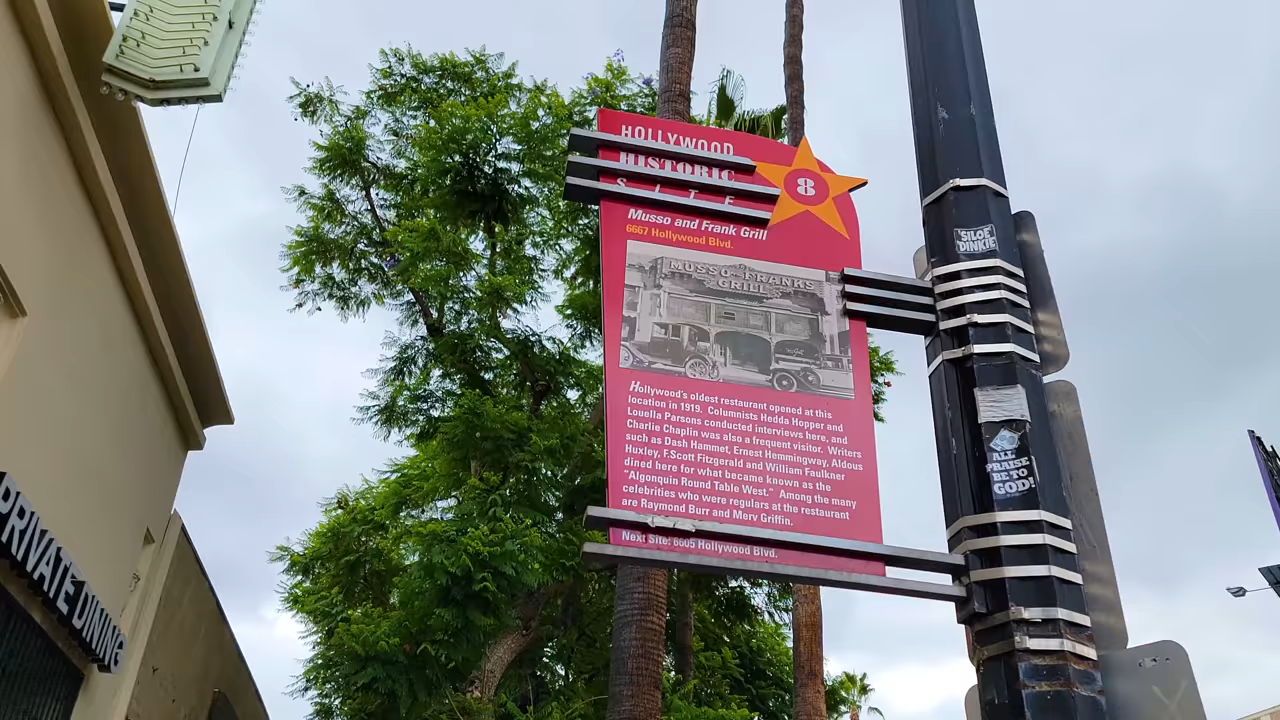 HOLLYWOOD
HISTORIC
SITE
8
Musso and Frank Grill
6667 Hollywood Blvd.
MUSSO-FRANKS
GRILL
Hollywood's oldest restaurant opened at this
location in 1919. Columnists Hedda Hopper and
Louella Parsons conducted interviews here, and
Charlie Chaplin was also a frequent visitor. Writers
such as Dash Hammet, Ernest Hemmingway, Aldous
Huxley, F.Scott Fitzgerald and William Faulkner
dined here for what became known as the
"Algonquin Round Table West." Among the many
celebrities who were regulars at the restaurant
are Raymond Burr and Merv Griffin.
Next Site: 6605 Hollywood Blvd.
SILOE
DINKIE
ALL
PRAISE
BE TO
GOD!
PRIVATE DINING